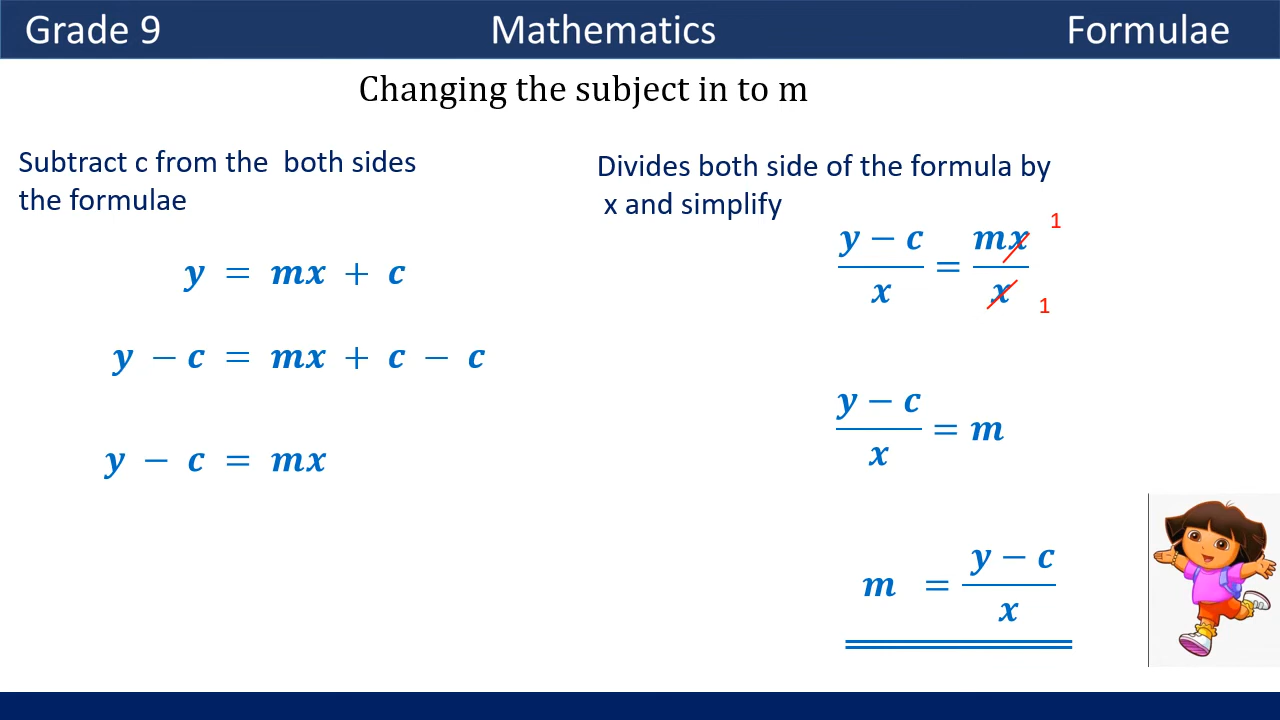 Grade 9 Mathematics Formulae
Changing the subject in to m
Subtract c from the  both sides
the formulae
y = mx + c
y − c = mx + c − c
y − c = mx
Divides both side of the formula by
x and simplify
(y − c)/x = mx/x 1 1
(y − c)/x = m
m = (y − c)/x